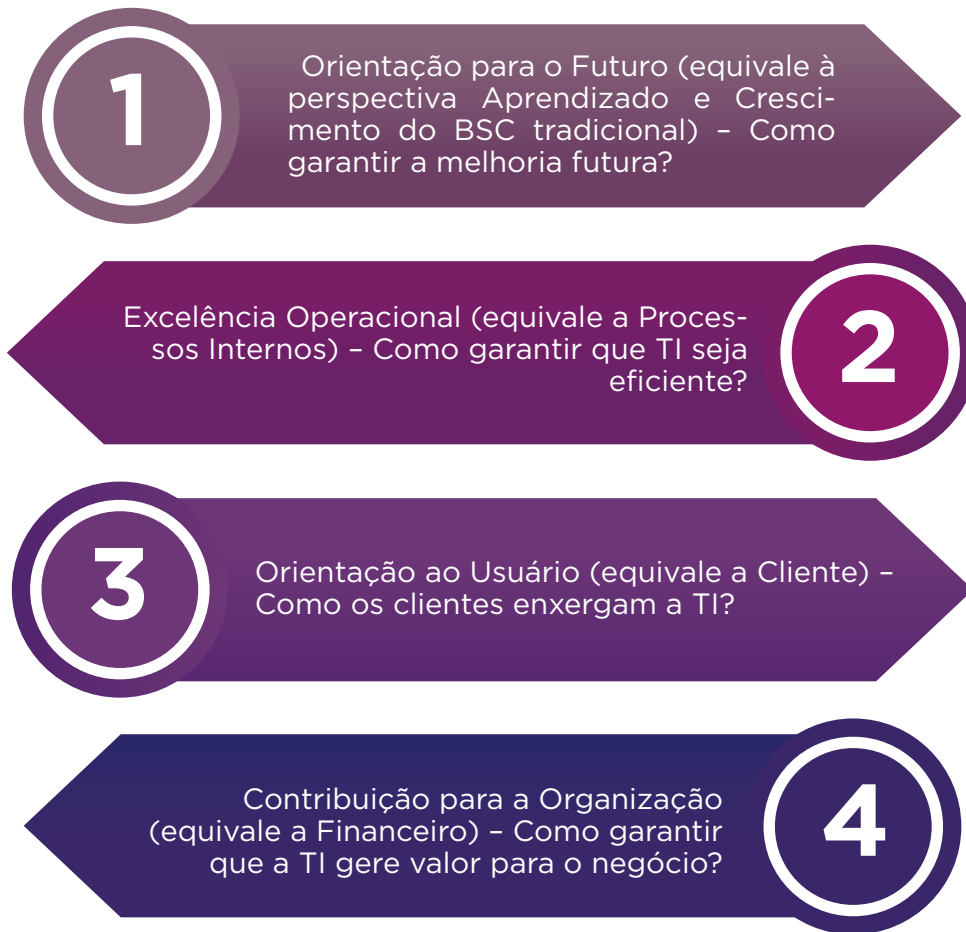 1
Orientação para o Futuro (equivale à
perspectiva Aprendizado e Cresci-
mento do BSC tradicional) – Como
garantir a melhoria futura?
Excelência Operacional (equivale a Proces-
sos Internos) – Como garantir que TI seja
eficiente?
2
3
Orientação ao Usuário (equivale a Cliente) –
Como os clientes enxergam a TI?
Contribuição para a Organização
(equivale a Financeiro) – Como garantir
que a TI gere valor para o negócio?
4